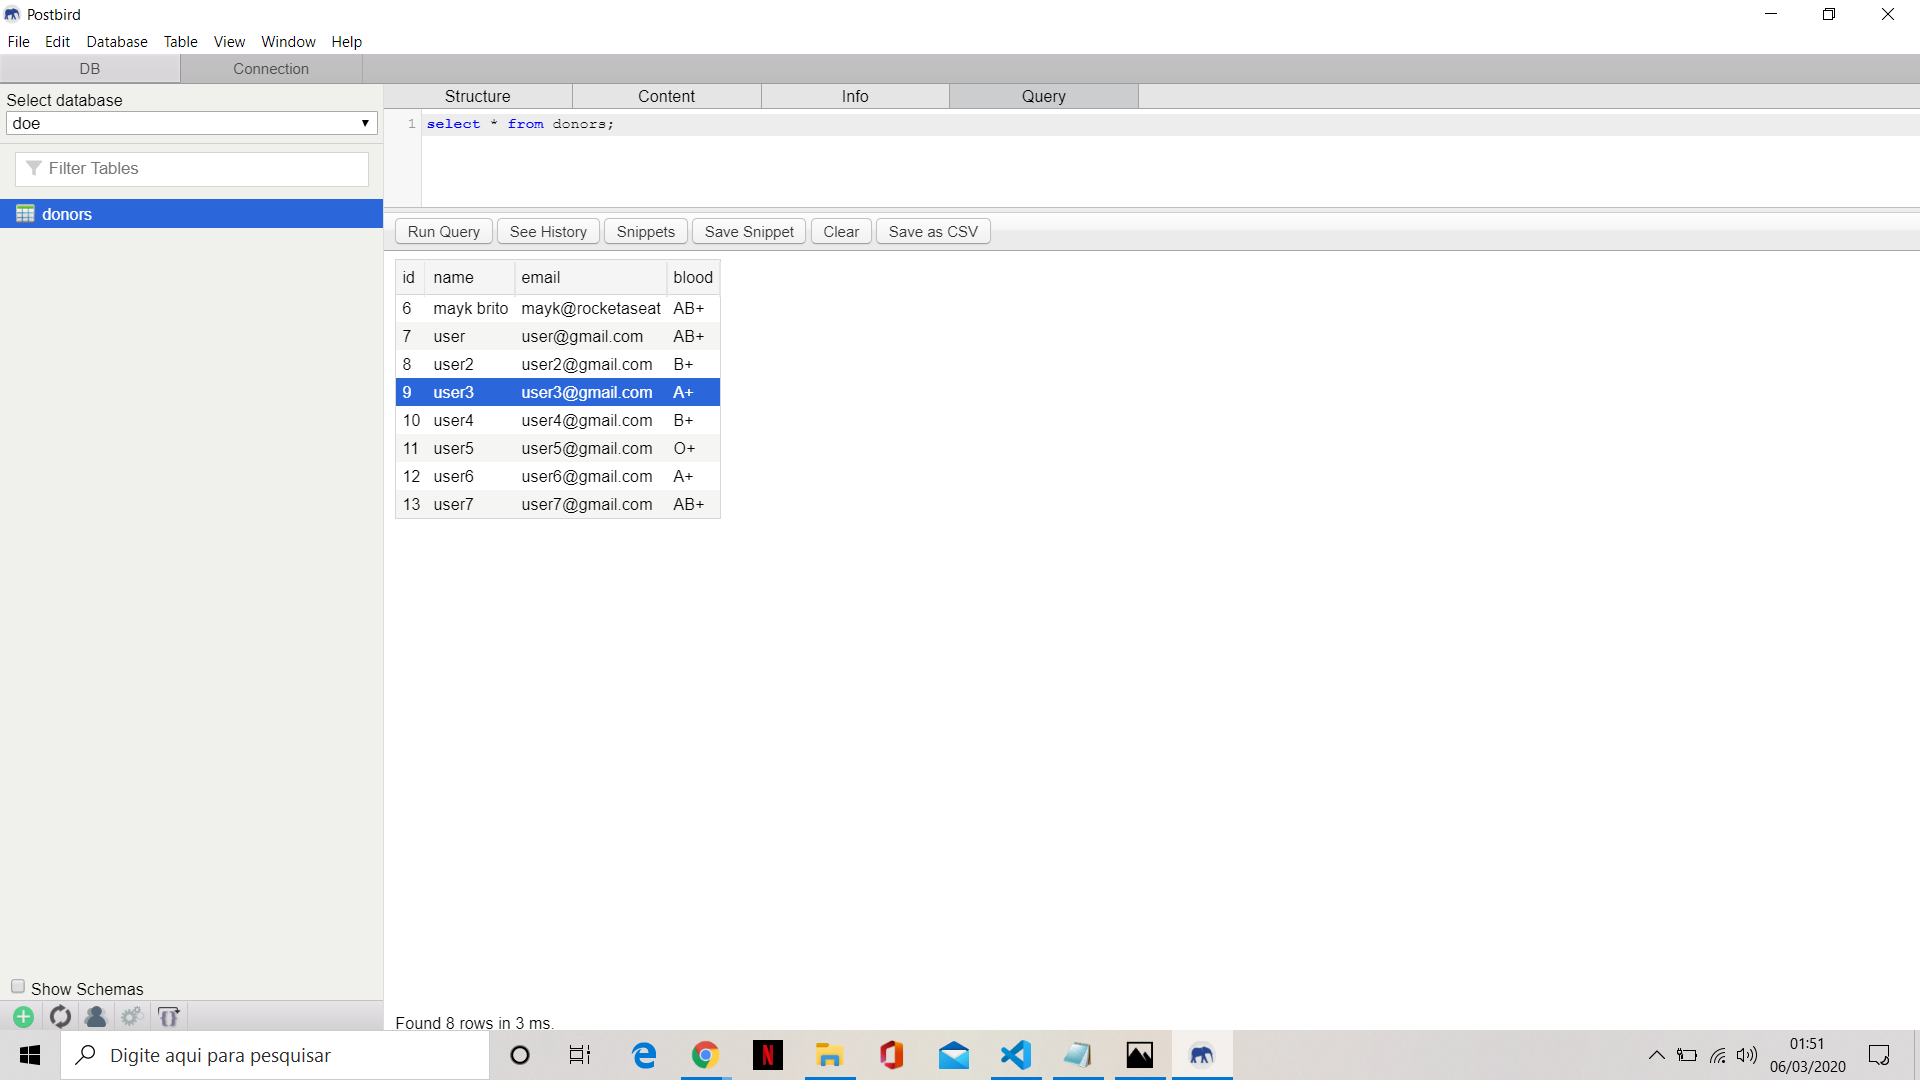 Postbird
File Edit Database Table View Window Help
DB Connection
Select database
doe
Filter Tables
donors
Structure Content Info Query
1 select * from donors;
Run Query See History Snippets Save Snippet Clear Save as CSV
id name email blood
6 mayk brito mayk@rocketaseat AB+
7 user user@gmail.com AB+
8 user2 user2@gmail.com B+
9 user3 user3@gmail.com A+
10 user4 user4@gmail.com B+
11 user5 user5@gmail.com O+
12 user6 user6@gmail.com A+
13 user7 user7@gmail.com AB+
Show Schemas
Found 8 rows in 3 ms.
Digite aqui para pesquisar
01:51
06/03/2020